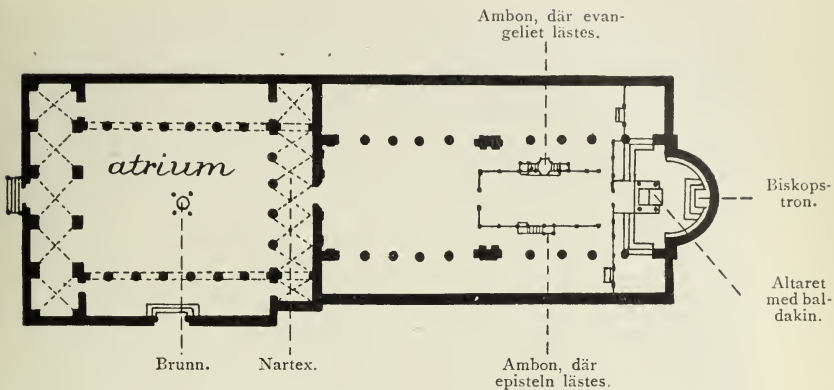 Ambon, där evan-
geliet lästes.
atrium
Biskops-
tron.
Altaret
med bal-
dakin.
Brunn.
Nartex.
Ambon, där
episteln lästes.